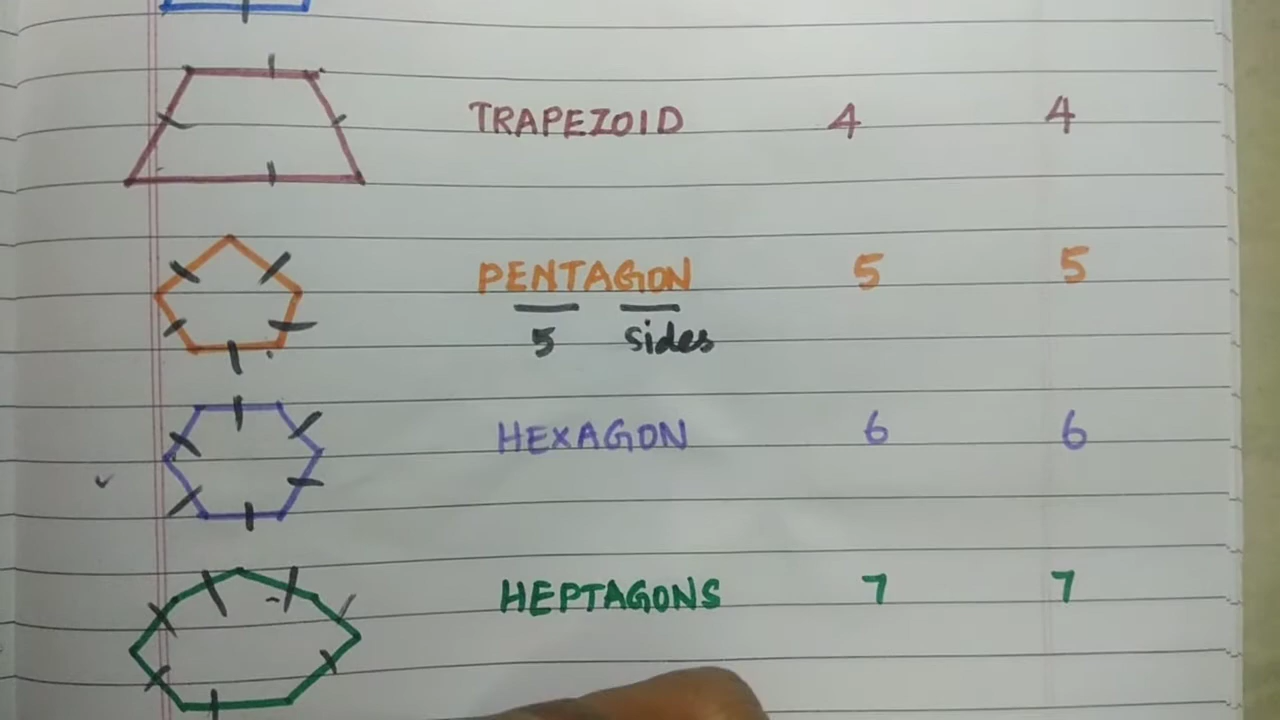 TRAPEZOID 4 4
PENTAGON 5 5
5 sides
HEXAGON 6 6
HEPTAGONS 7 7